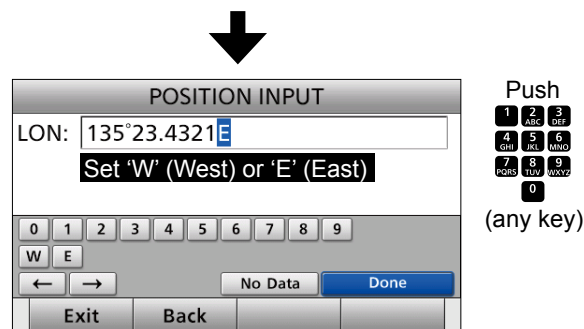 POSITION INPUT
LON: 135°23.4321E
Set ‘W’ (West) or ‘E’ (East)
0 1 2 3 4 5 6 7 8 9
W E
← → No Data Done
Exit Back
Push
1 2 ABC 3 DEF
4 GHI 5 JKL 6 MNO
7 PQRS 8 TUV 9 WXYZ
0
(any key)